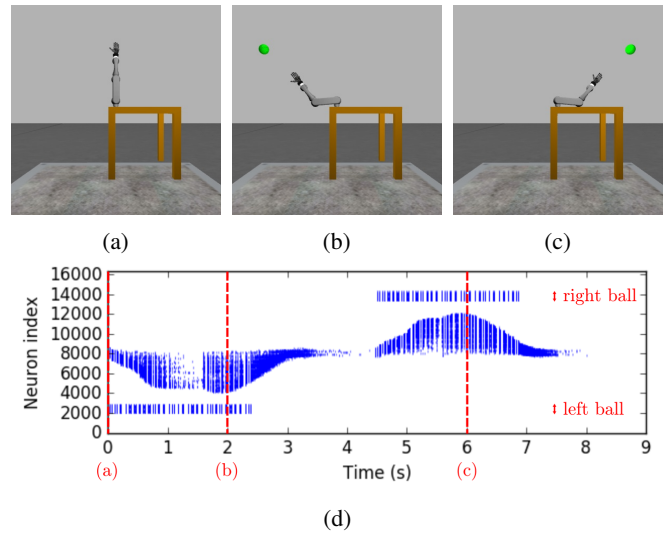 (a)
(b)
(c)
16000
14000
12000
10000
8000
6000
4000
2000
0
Neuron index
right ball
left ball
0 1 2 3 4 5 6 7 8 9
(a) (b) (c)
Time (s)
(d)